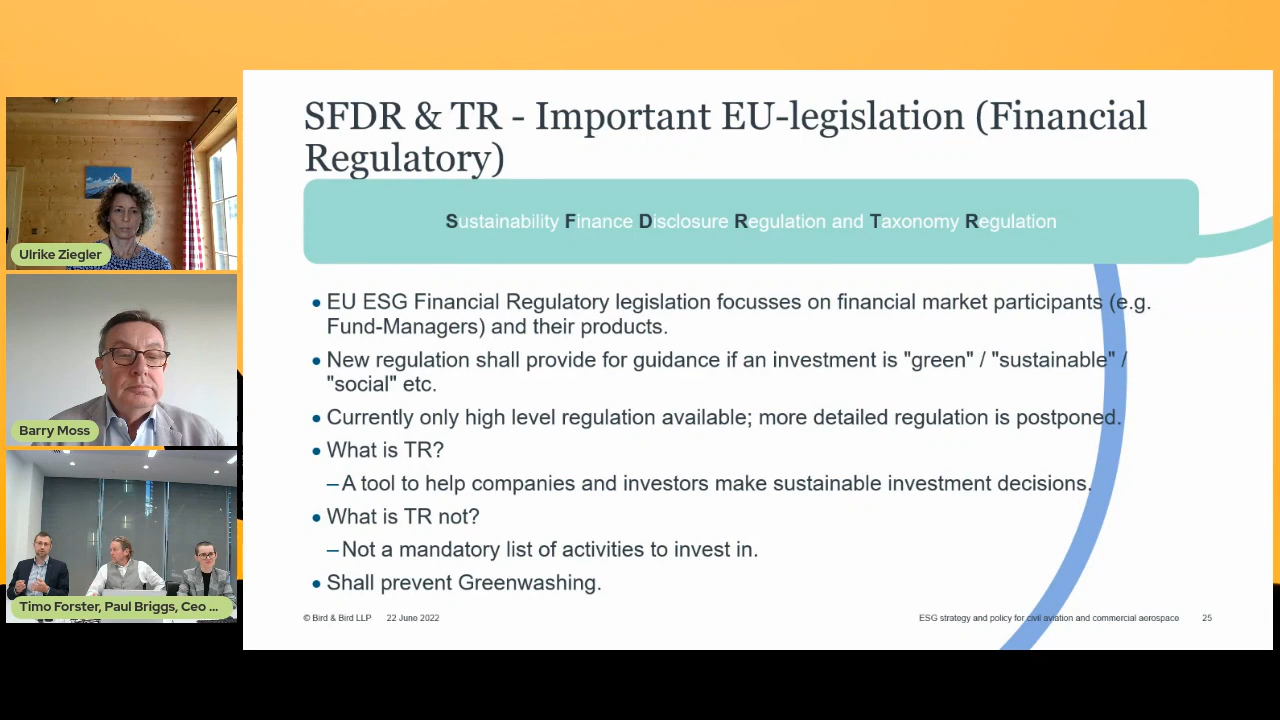 SFDR & TR - Important EU-legislation (Financial
Regulatory)
Sustainability Finance Disclosure Regulation and Taxonomy Regulation
• EU ESG Financial Regulatory legislation focusses on financial market participants (e.g.
Fund-Managers) and their products.
• New regulation shall provide for guidance if an investment is "green" / "sustainable" /
"social" etc.
• Currently only high level regulation available; more detailed regulation is postponed.
• What is TR?
–A tool to help companies and investors make sustainable investment decisions.
• What is TR not?
–Not a mandatory list of activities to invest in.
• Shall prevent Greenwashing.
© Bird & Bird LLP 22 June 2022
ESG strategy and policy for civil aviation and commercial aerospace 25
Ulrike Ziegler
Barry Moss
Timo Forster, Paul Briggs, Ceo ...